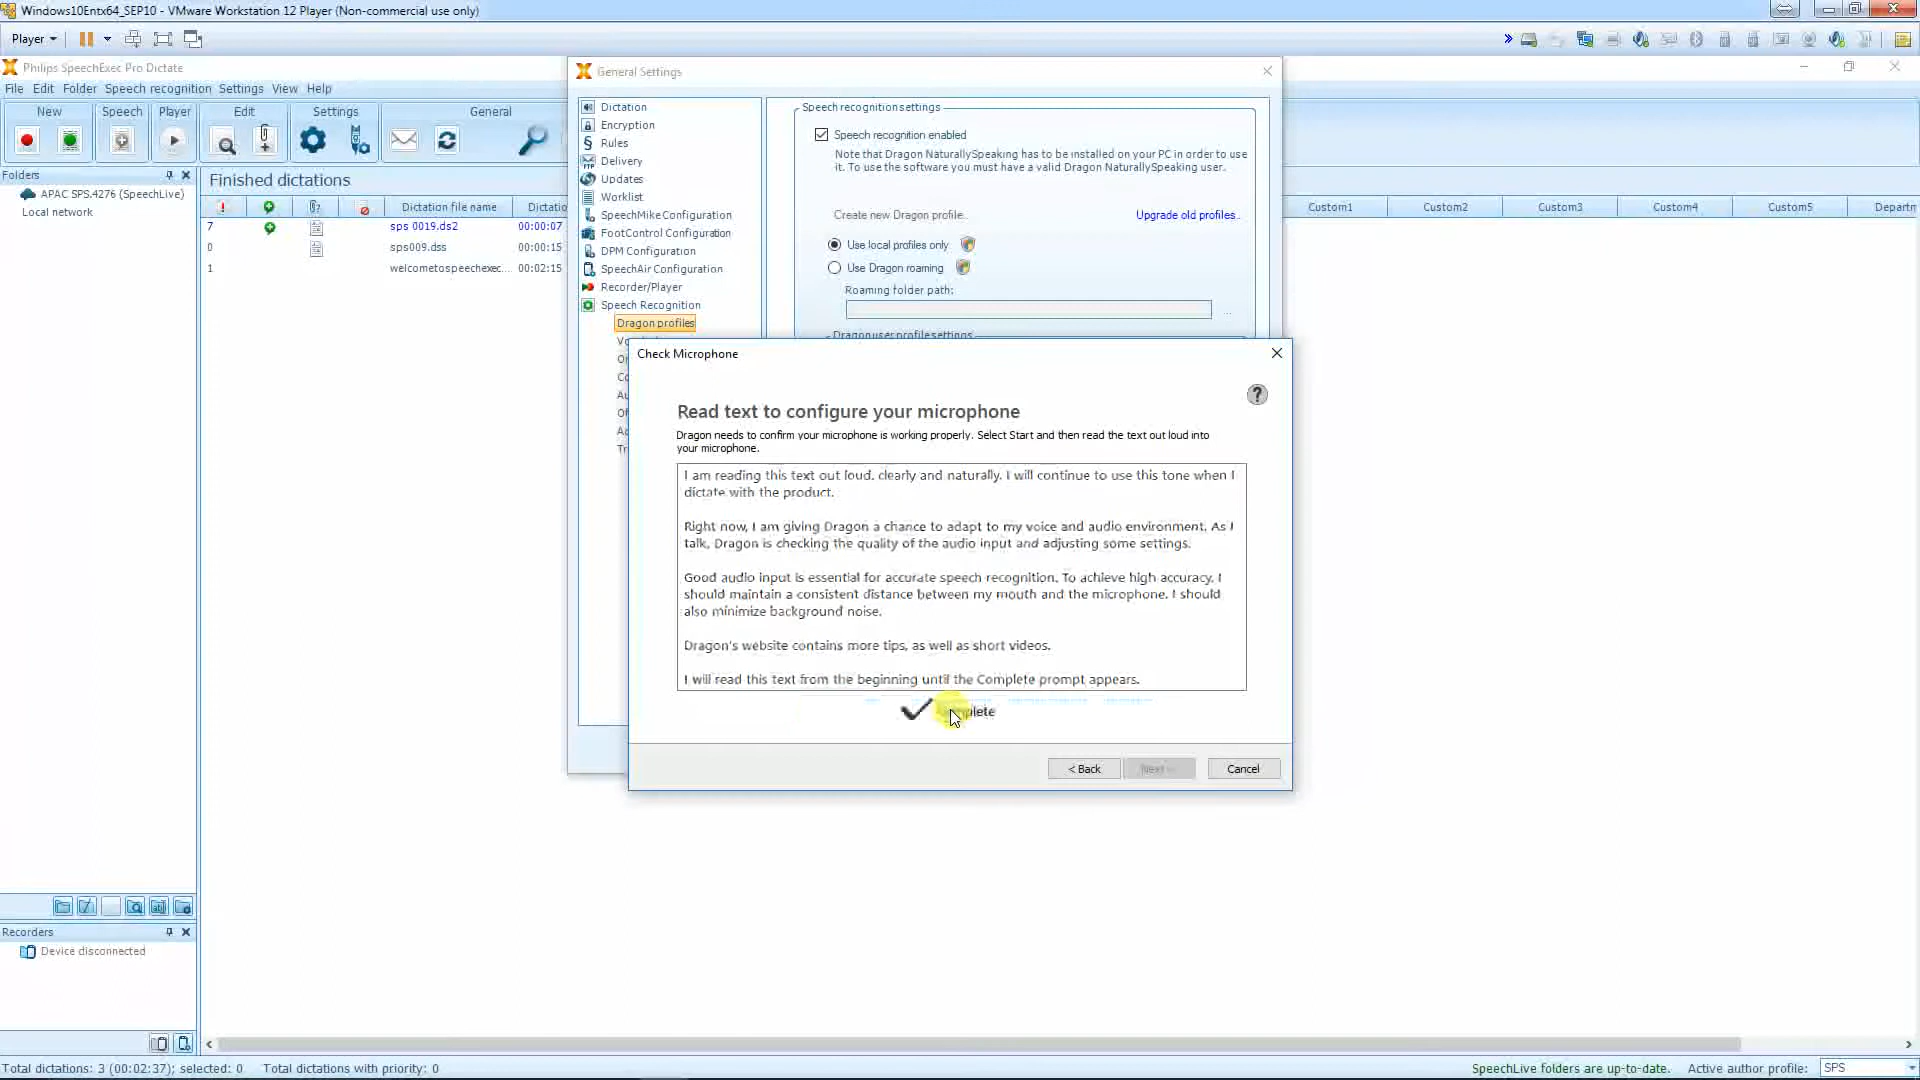 Windows10Entx64_SEP10 - VMware Workstation 12 Player (Non-commercial use only)
Player
Philips SpeechExec Pro Dictate
File Edit Folder Speech recognition Settings View Help
New Speech Player Edit Settings General
Folders
APAC SPS.4276 (SpeechLive)
Local network
Finished dictations
Dictation file name Dictatio
Custom1 Custom2 Custom3 Custom4 Custom5 Departm
7 sps 0019.ds2 00:00:07
0 sps009.dss 00:00:15
1 welcometospeechexec... 00:02:15
General Settings
Dictation
Encryption
Rules
Delivery
Updates
Worklist
SpeechMike Configuration
FootControl Configuration
DPM Configuration
SpeechAir Configuration
Recorder/Player
Speech Recognition
Dragon profiles
Speech recognition settings
Speech recognition enabled
Note that Dragon NaturallySpeaking has to be installed on your PC in order to use
it. To use the software you must have a valid Dragon NaturallySpeaking user.
Create new Dragon profile..
Upgrade old profiles..
Use local profiles only
Use Dragon roaming
Roaming folder path:
...
Dragon user profile settings
Check Microphone
?
Read text to configure your microphone
Dragon needs to confirm your microphone is working properly. Select Start and then read the text out loud into
your microphone.
I am reading this text out loud, clearly and naturally. I will continue to use this tone when I
dictate with the product.
Right now, I am giving Dragon a chance to adapt to my voice and audio environment. As I
talk, Dragon is checking the quality of the audio input and adjusting some settings.
Good audio input is essential for accurate speech recognition. To achieve high accuracy, I
should maintain a consistent distance between my mouth and the microphone. I should
also minimize background noise.
Dragon's website contains more tips, as well as short videos.
I will read this text from the beginning until the Complete prompt appears.
Complete
< Back Next > Cancel
Recorders
Device disconnected
Total dictations: 3 (00:02:37); selected: 0 Total dictations with priority: 0
SpeechLive folders are up-to-date. Active author profile: SPS